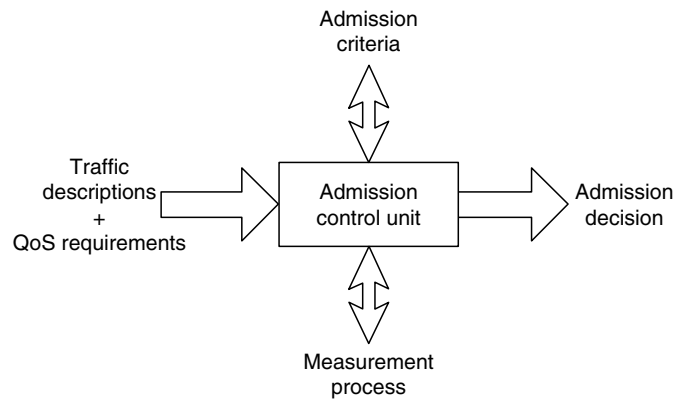 Admission
criteria
Traffic
descriptions
+
QoS requirements
Admission
control unit
Admission
decision
Measurement
process